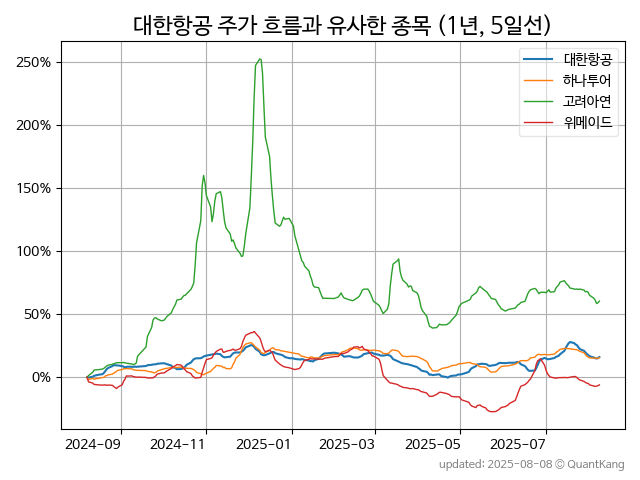 대한항공 주가 흐름과 유사한 종목 (1년, 5일선)
대한항공
하나투어
고려아연
위메이드
250%
200%
150%
100%
50%
0%
2024-09 2024-11 2025-01 2025-03 2025-05 2025-07
updated: 2025-08-08 © QuantKang